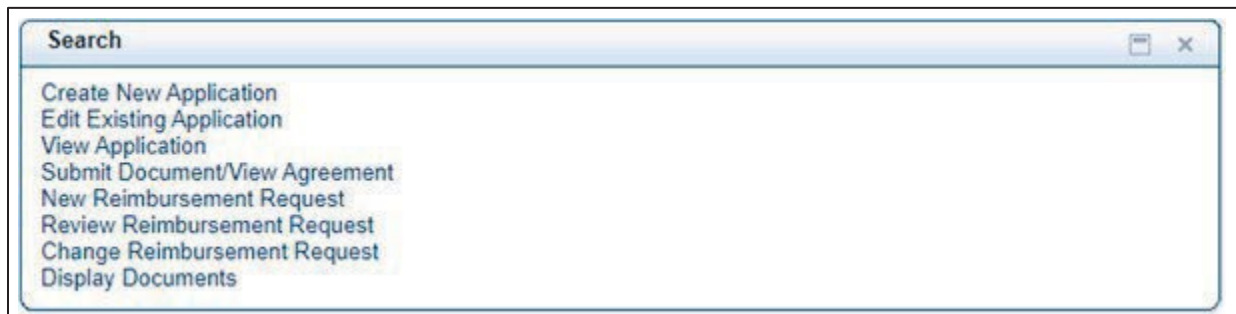 Search
Create New Application
Edit Existing Application
View Application
Submit Document/View Agreement
New Reimbursement Request
Review Reimbursement Request
Change Reimbursement Request
Display Documents